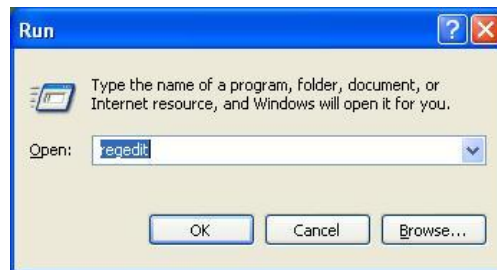 Run
Type the name of a program, folder, document, or
Internet resource, and Windows will open it for you.
Open: regedit
OK Cancel Browse...